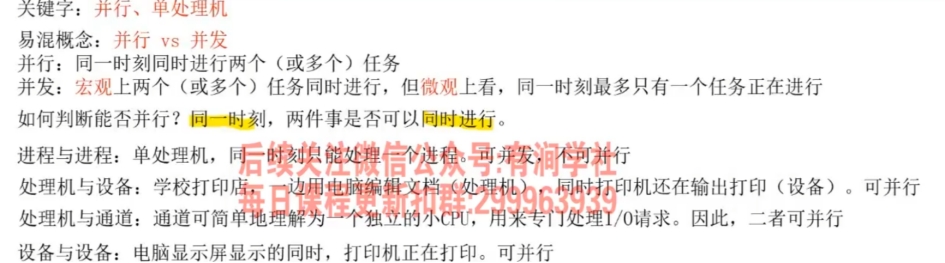 关键字：并行、单处理机
易混概念：并行 vs 并发
并行：同一时刻同时进行两个（或多个）任务
并发：宏观上两个（或多个）任务同时进行，但微观上看，同一时刻最多只有一个任务正在进行
如何判断能否并行？同一时刻，两件事是否可以同时进行。
进程与进程：单处理机，同一时刻只能处理一个进程。可并发，不可并行
后续关注微信公众号:有涧学社
处理机与设备：学校打印店，一边用电脑编辑文档（处理机），同时打印机还在输出打印（设备）。可并行
每日课程更新扣群:299963939
处理机与通道：通道可简单地理解为一个独立的小CPU，用来专门处理I/O请求。因此，二者可并行
设备与设备：电脑显示屏显示的同时，打印机正在打印。可并行